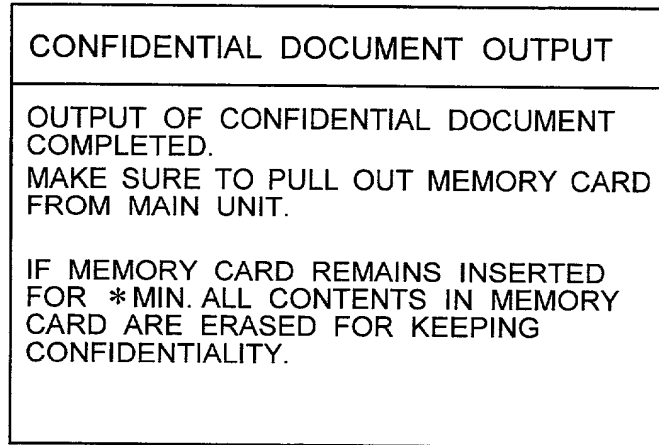 CONFIDENTIAL DOCUMENT OUTPUT
OUTPUT OF CONFIDENTIAL DOCUMENT
COMPLETED.
MAKE SURE TO PULL OUT MEMORY CARD
FROM MAIN UNIT.
IF MEMORY CARD REMAINS INSERTED
FOR *MIN. ALL CONTENTS IN MEMORY
CARD ARE ERASED FOR KEEPING
CONFIDENTIALITY.